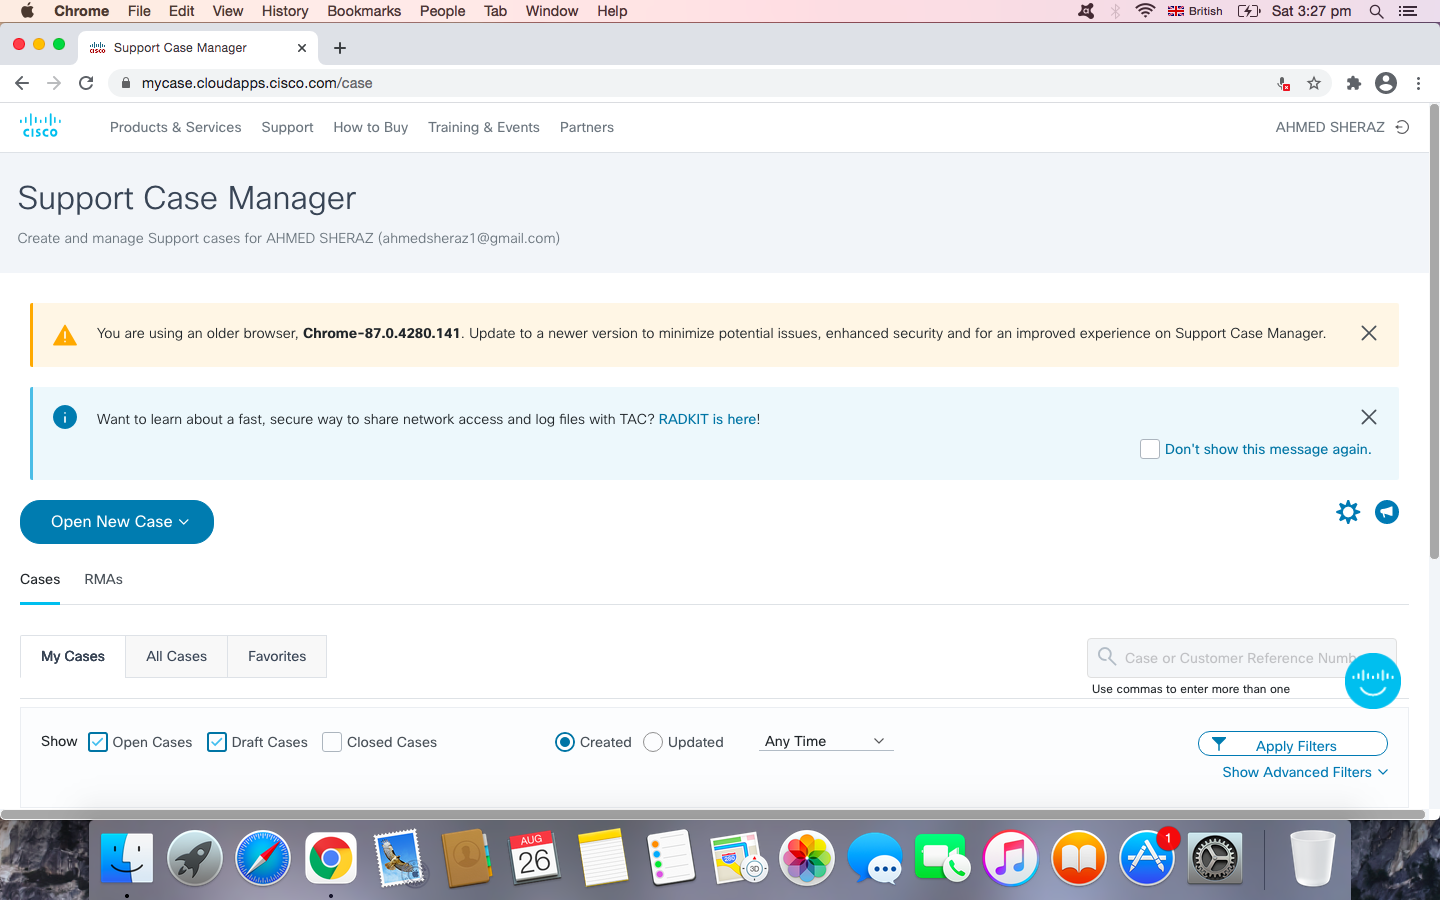 Chrome File Edit View History Bookmarks People Tab Window Help British Sat 3:27 pm
CISCO Support Case Manager
mycase.cloudapps.cisco.com/case
CISCO Products & Services Support How to Buy Training & Events Partners AHMED SHERAZ
Support Case Manager
Create and manage Support cases for AHMED SHERAZ (ahmedsheraz1@gmail.com)
You are using an older browser, Chrome-87.0.4280.141. Update to a newer version to minimize potential issues, enhanced security and for an improved experience on Support Case Manager.
Want to learn about a fast, secure way to share network access and log files with TAC? RADKIT is here!
Don't show this message again.
Open New Case
Cases RMAs
My Cases All Cases Favorites
Case or Customer Reference Numb
Use commas to enter more than one
Show Open Cases Draft Cases Closed Cases Created Updated Any Time Apply Filters
Show Advanced Filters
AUG
26
280
3D
1